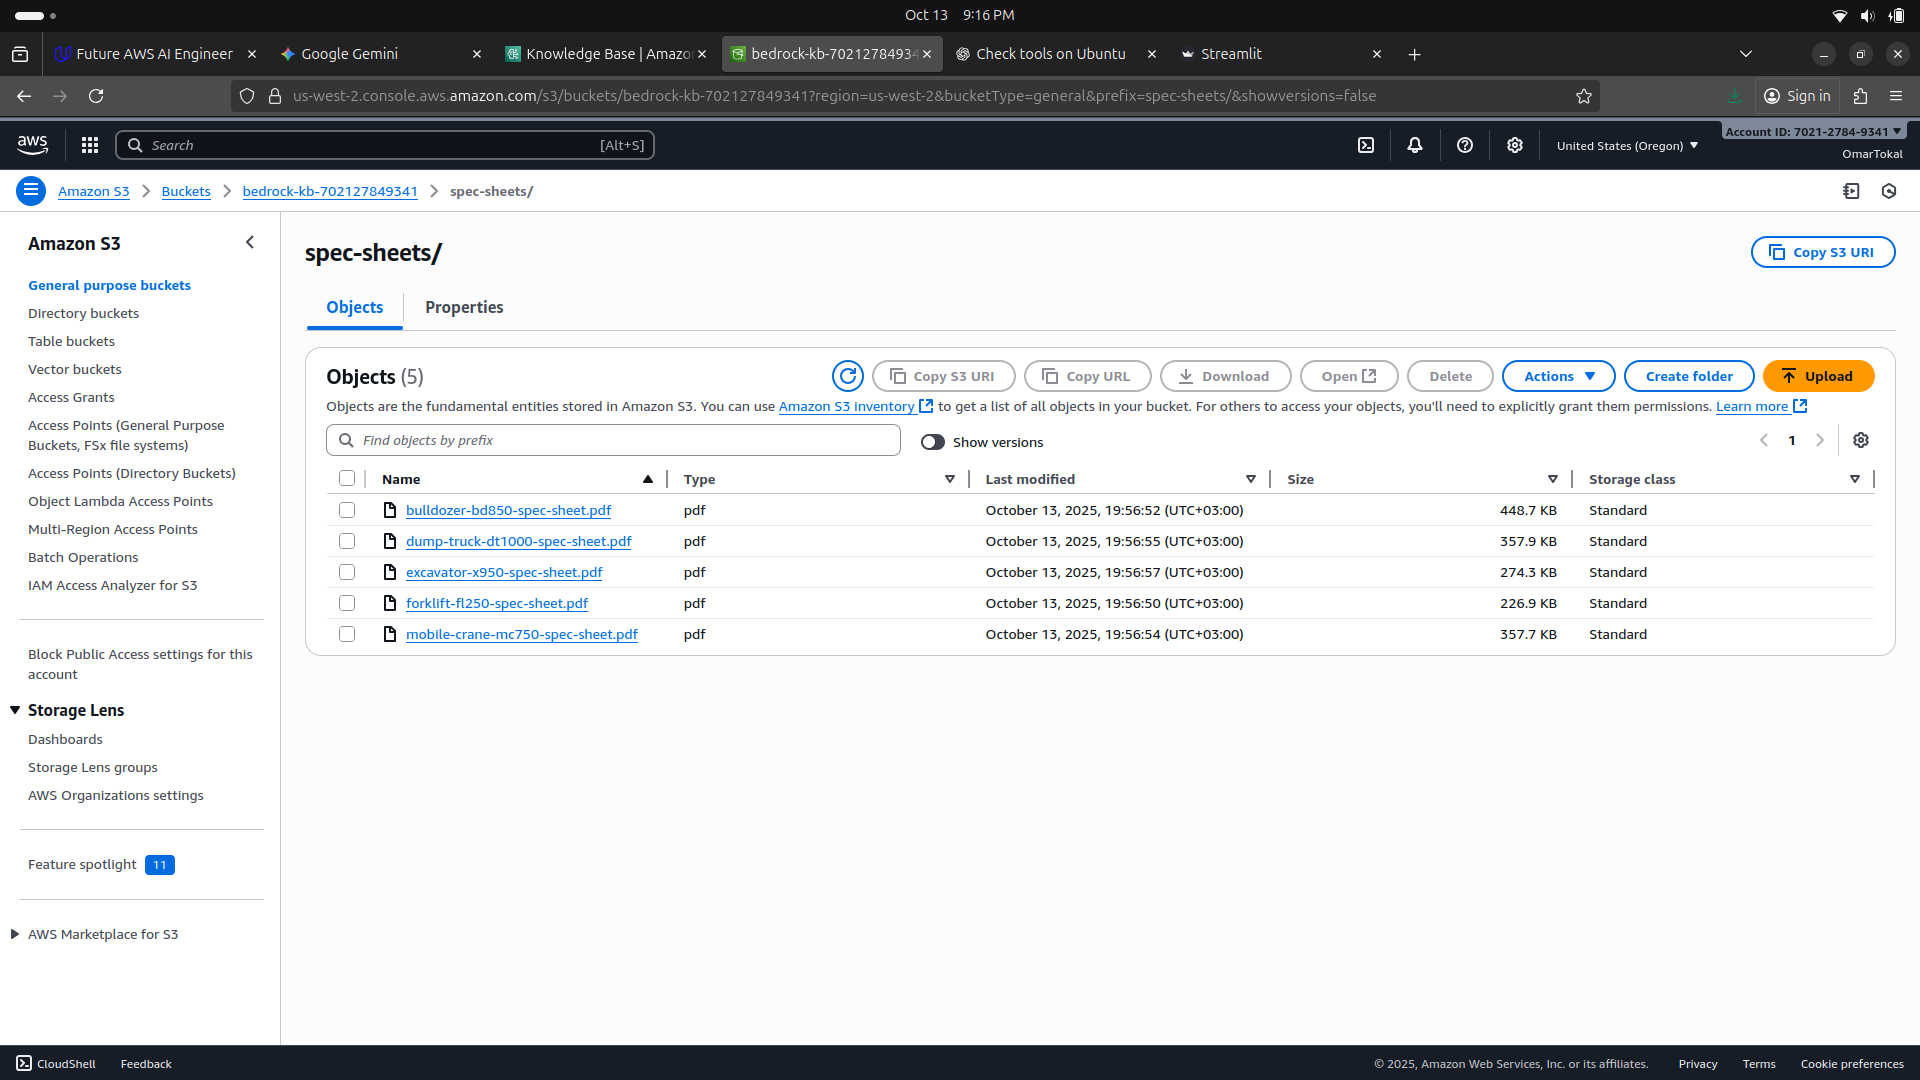 Oct 13 9:16 PM
Future AWS AI Engineer
Google Gemini
Knowledge Base | Amazo
bedrock-kb-70212784934
Check tools on Ubuntu
Streamlit
us-west-2.console.aws.amazon.com/s3/buckets/bedrock-kb-702127849341?region=us-west-2&bucketType=general&prefix=spec-sheets/&showversions=false
Sign in
aws
Search [Alt+S]
United States (Oregon)
Account ID: 7021-2784-9341
OmarTokal
Amazon S3
Buckets
bedrock-kb-702127849341
spec-sheets/
Amazon S3
General purpose buckets
Directory buckets
Table buckets
Vector buckets
Access Grants
Access Points (General Purpose
Buckets, FSx file systems)
Access Points (Directory Buckets)
Object Lambda Access Points
Multi-Region Access Points
Batch Operations
IAM Access Analyzer for S3
Block Public Access settings for this
account
Storage Lens
Dashboards
Storage Lens groups
AWS Organizations settings
Feature spotlight 11
AWS Marketplace for S3
spec-sheets/
Copy S3 URI
Objects
Properties
Objects (5)
Copy S3 URI
Copy URL
Download
Open
Delete
Actions
Create folder
Upload
Objects are the fundamental entities stored in Amazon S3. You can use Amazon S3 inventory to get a list of all objects in your bucket. For others to access your objects, you'll need to explicitly grant them permissions. Learn more
Find objects by prefix
Show versions
1
Name Type Last modified Size Storage class
bulldozer-bd850-spec-sheet.pdf pdf October 13, 2025, 19:56:52 (UTC+03:00) 448.7 KB Standard
dump-truck-dt1000-spec-sheet.pdf pdf October 13, 2025, 19:56:55 (UTC+03:00) 357.9 KB Standard
excavator-x950-spec-sheet.pdf pdf October 13, 2025, 19:56:57 (UTC+03:00) 274.3 KB Standard
forklift-fl250-spec-sheet.pdf pdf October 13, 2025, 19:56:50 (UTC+03:00) 226.9 KB Standard
mobile-crane-mc750-spec-sheet.pdf pdf October 13, 2025, 19:56:54 (UTC+03:00) 357.7 KB Standard
CloudShell Feedback
© 2025, Amazon Web Services, Inc. or its affiliates. Privacy Terms Cookie preferences